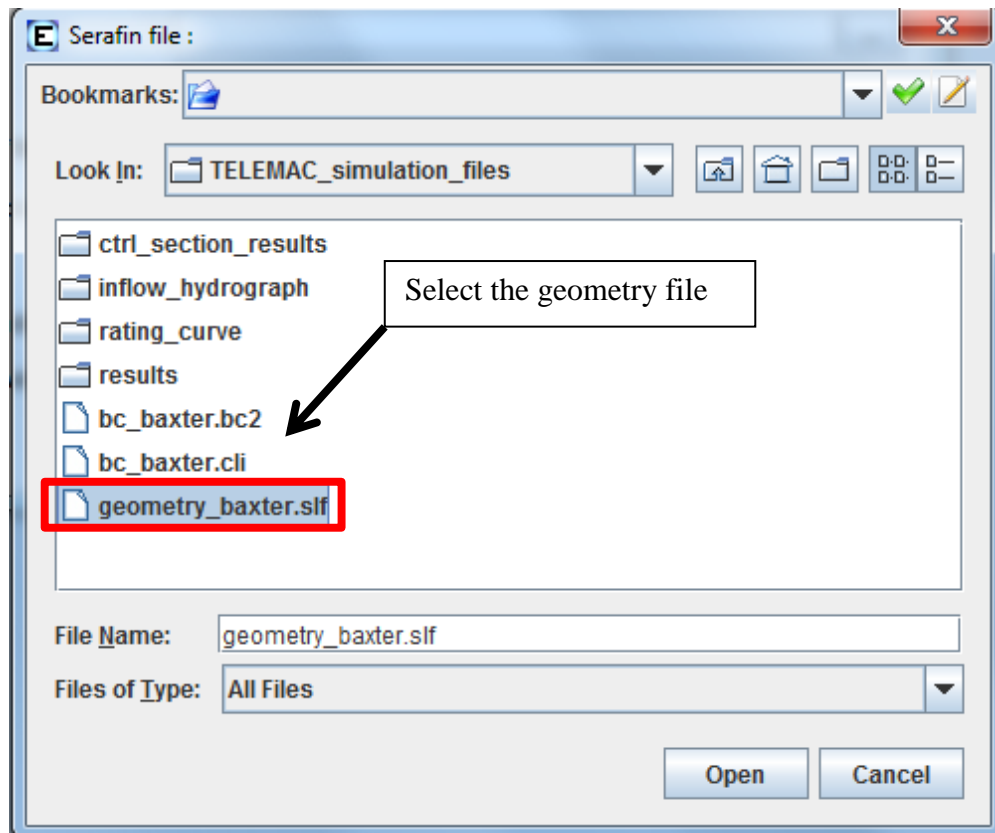 E Serafin file :
Bookmarks:
Look In: TELEMAC_simulation_files
ctrl_section_results
inflow_hydrograph
Select the geometry file
rating_curve
results
bc_baxter.bc2
bc_baxter.cli
geometry_baxter.slf
File Name: geometry_baxter.slf
Files of Type: All Files
Open Cancel